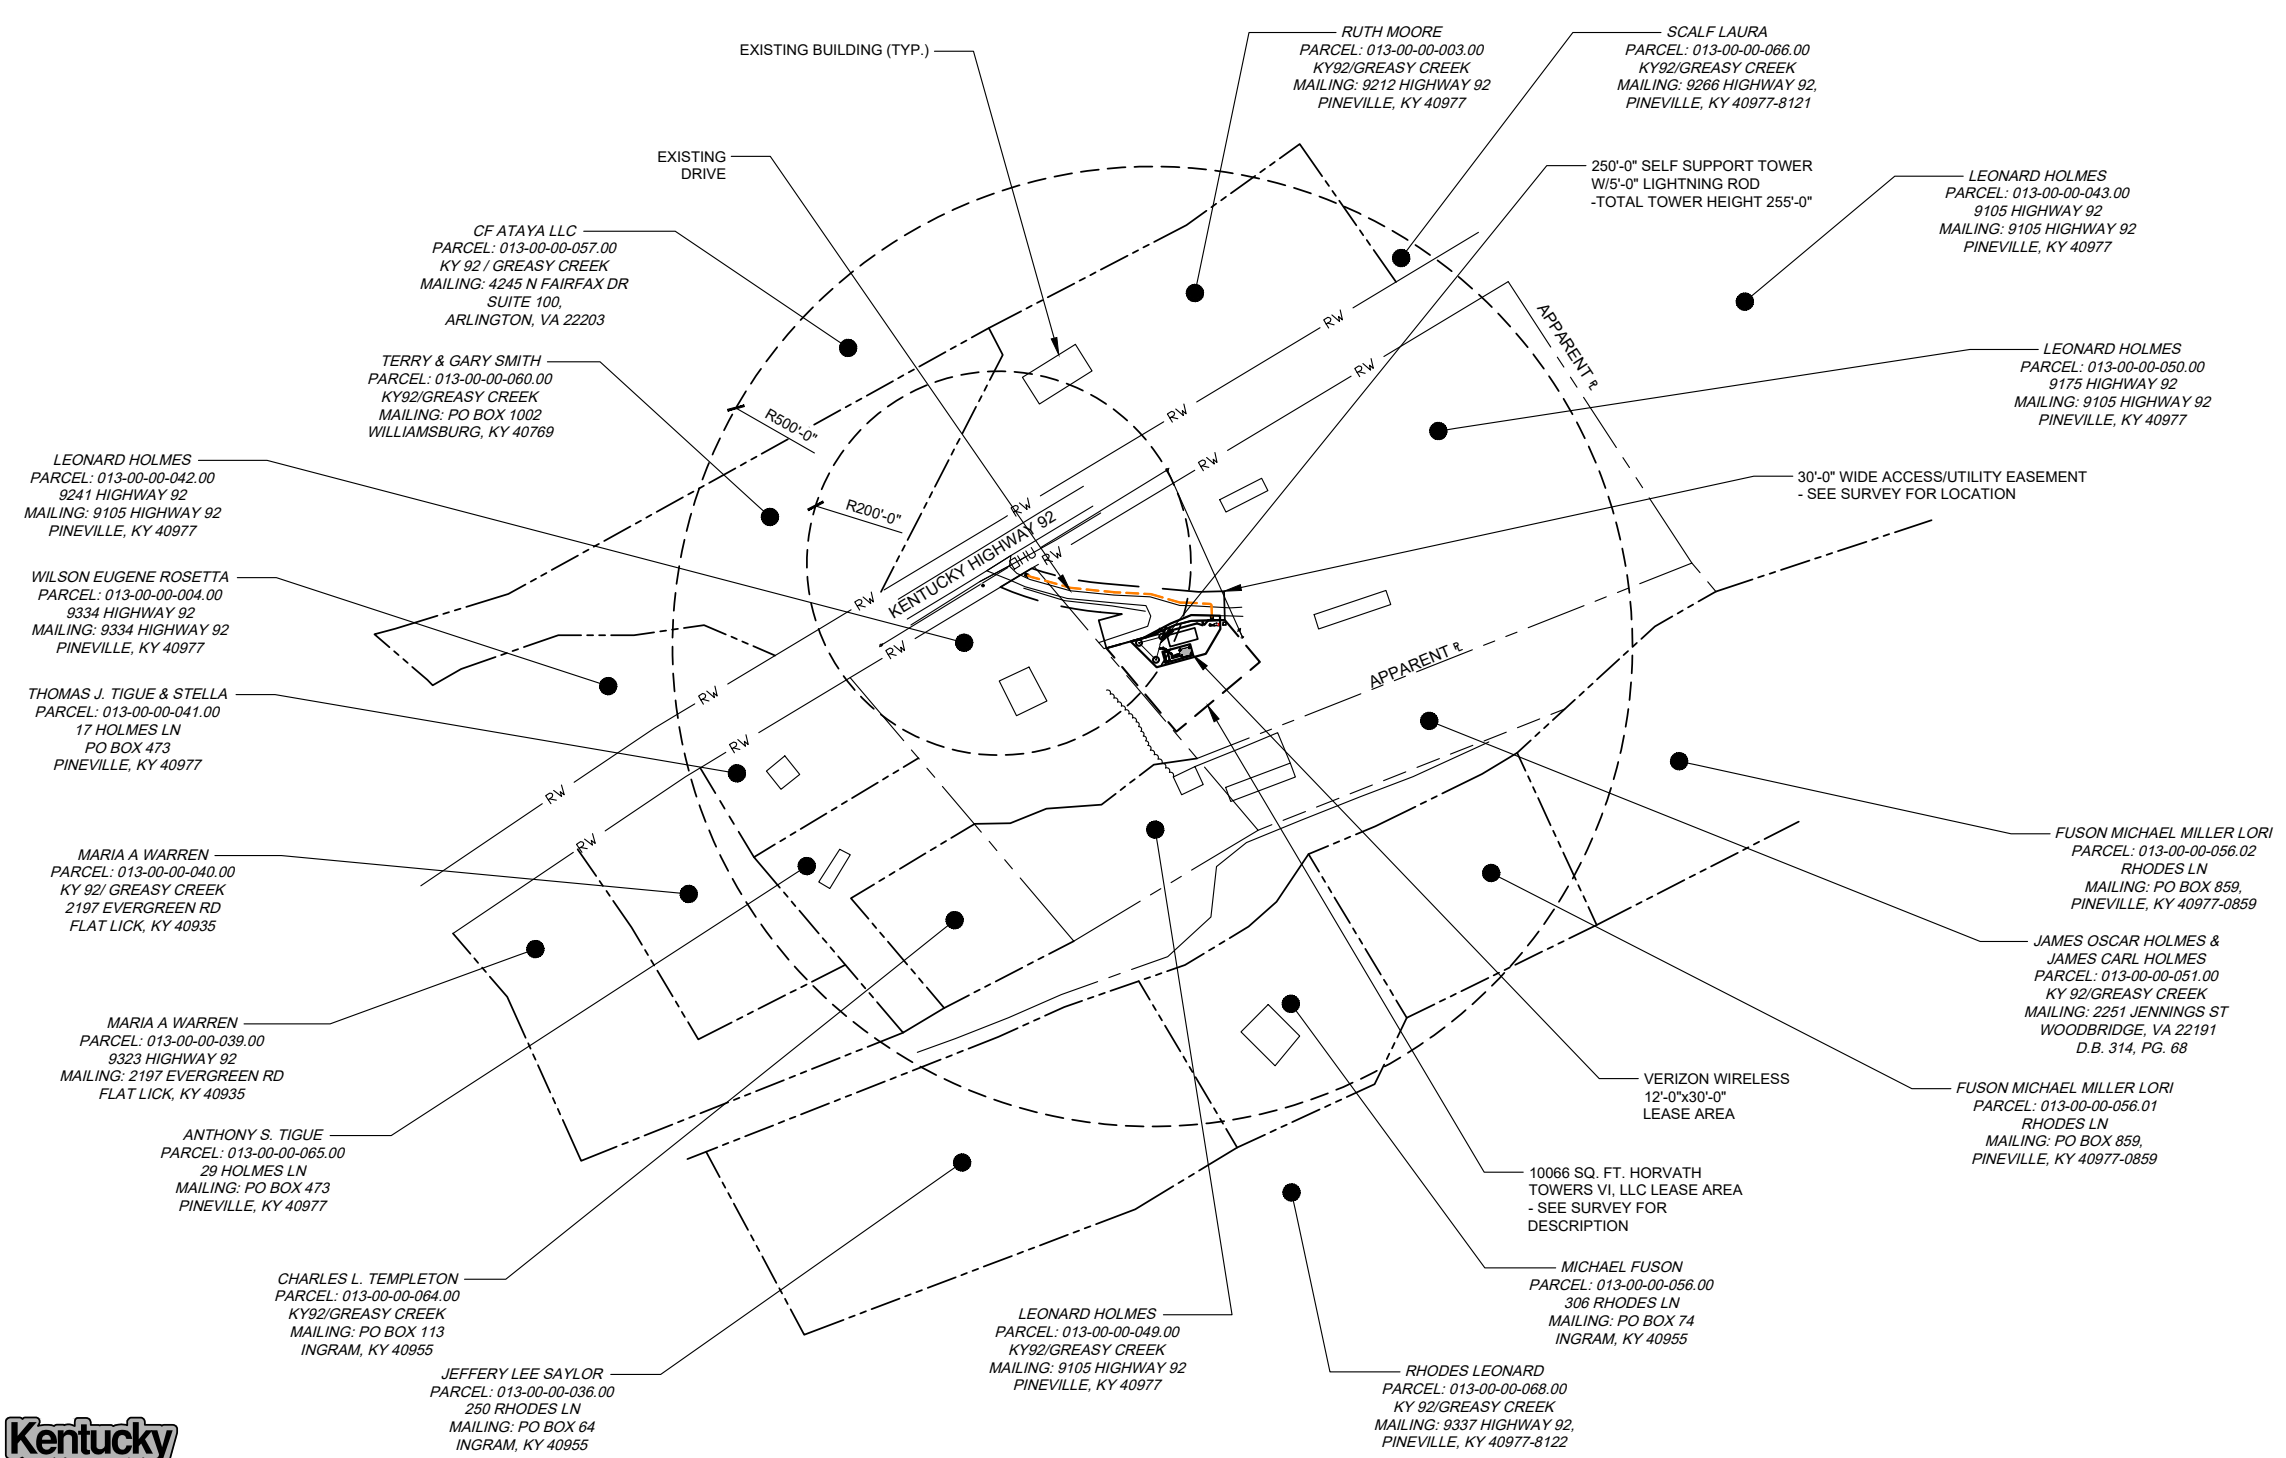 EXISTING BUILDING (TYP.)
RUTH MOORE
PARCEL: 013-00-00-003.00
KY92/GREASY CREEK
MAILING: 9212 HIGHWAY 92
PINEVILLE, KY 40977
SCALF LAURA
PARCEL: 013-00-00-066.00
KY92/GREASY CREEK
MAILING: 9266 HIGHWAY 92,
PINEVILLE, KY 40977-8121
EXISTING
DRIVE
250'-0" SELF SUPPORT TOWER
W/5'-0" LIGHTNING ROD
-TOTAL TOWER HEIGHT 255'-0"
LEONARD HOLMES
PARCEL: 013-00-00-043.00
9105 HIGHWAY 92
MAILING: 9105 HIGHWAY 92
PINEVILLE, KY 40977
CF ATAYA LLC
PARCEL: 013-00-00-057.00
KY 92 / GREASY CREEK
MAILING: 4245 N FAIRFAX DR
SUITE 100,
ARLINGTON, VA 22203
TERRY & GARY SMITH
PARCEL: 013-00-00-060.00
KY92/GREASY CREEK
MAILING: PO BOX 1002
WILLIAMSBURG, KY 40769
LEONARD HOLMES
PARCEL: 013-00-00-050.00
9175 HIGHWAY 92
MAILING: 9105 HIGHWAY 92
PINEVILLE, KY 40977
APPARENT ℞
RW
RW
RW
RW
R500'-0"
R200'-0"
LEONARD HOLMES
PARCEL: 013-00-00-042.00
9241 HIGHWAY 92
MAILING: 9105 HIGHWAY 92
PINEVILLE, KY 40977
30'-0" WIDE ACCESS/UTILITY EASEMENT
- SEE SURVEY FOR LOCATION
RW
KENTUCKY HIGHWAY 92
OHU
RW
RW
RW
RW
RW
RW
RW
APPARENT ℞
WILSON EUGENE ROSETTA
PARCEL: 013-00-00-004.00
9334 HIGHWAY 92
MAILING: 9334 HIGHWAY 92
PINEVILLE, KY 40977
THOMAS J. TIGUE & STELLA
PARCEL: 013-00-00-041.00
17 HOLMES LN
PO BOX 473
PINEVILLE, KY 40977
MARIA A WARREN
PARCEL: 013-00-00-040.00
KY 92/ GREASY CREEK
2197 EVERGREEN RD
FLAT LICK, KY 40935
FUSON MICHAEL MILLER LORI
PARCEL: 013-00-00-056.02
RHODES LN
MAILING: PO BOX 859,
PINEVILLE, KY 40977-0859
JAMES OSCAR HOLMES &
JAMES CARL HOLMES
PARCEL: 013-00-00-051.00
KY 92/GREASY CREEK
MAILING: 2251 JENNINGS ST
WOODBRIDGE, VA 22191
D.B. 314, PG. 68
MARIA A WARREN
PARCEL: 013-00-00-039.00
9323 HIGHWAY 92
MAILING: 2197 EVERGREEN RD
FLAT LICK, KY 40935
VERIZON WIRELESS
12'-0"x30'-0"
LEASE AREA
FUSON MICHAEL MILLER LORI
PARCEL: 013-00-00-056.01
RHODES LN
MAILING: PO BOX 859,
PINEVILLE, KY 40977-0859
ANTHONY S. TIGUE
PARCEL: 013-00-00-065.00
29 HOLMES LN
MAILING: PO BOX 473
PINEVILLE, KY 40977
10066 SQ. FT. HORVATH
TOWERS VI, LLC LEASE AREA
- SEE SURVEY FOR
DESCRIPTION
CHARLES L. TEMPLETON
PARCEL: 013-00-00-064.00
KY92/GREASY CREEK
MAILING: PO BOX 113
INGRAM, KY 40955
MICHAEL FUSON
PARCEL: 013-00-00-056.00
306 RHODES LN
MAILING: PO BOX 74
INGRAM, KY 40955
LEONARD HOLMES
PARCEL: 013-00-00-049.00
KY92/GREASY CREEK
MAILING: 9105 HIGHWAY 92
PINEVILLE, KY 40977
JEFFERY LEE SAYLOR
PARCEL: 013-00-00-036.00
250 RHODES LN
MAILING: PO BOX 64
INGRAM, KY 40955
RHODES LEONARD
PARCEL: 013-00-00-068.00
KY 92/GREASY CREEK
MAILING: 9337 HIGHWAY 92,
PINEVILLE, KY 40977-8122
Kentucky